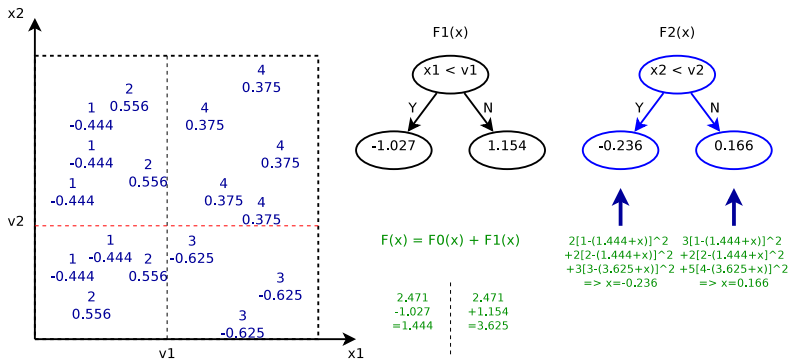 x2
F1(x)
F2(x)
4
0.375
x1 < v1
x2 < v2
2
0.556
1
-0.444
4
0.375
Y
N
Y
N
1
-0.444
4
0.375
-1.027
1.154
-0.236
0.166
2
0.556
1
-0.444
4
0.375
4
0.375
v2
1
-0.444
3
-0.625
1
-0.444
2
0.556
3
-0.625
2
0.556
3
-0.625
v1
x1
F(x) = F0(x) + F1(x)
2.471
-1.027
=1.444
2.471
+1.154
=3.625
2[1-(1.444+x)]^2
+2[2-(1.444+x)]^2
+3[3-(3.625+x)]^2
=> x=-0.236
3[1-(1.444+x)]^2
+2[2-(1.444+x]^2
+5[4-(3.625+x)]^2
=> x=0.166